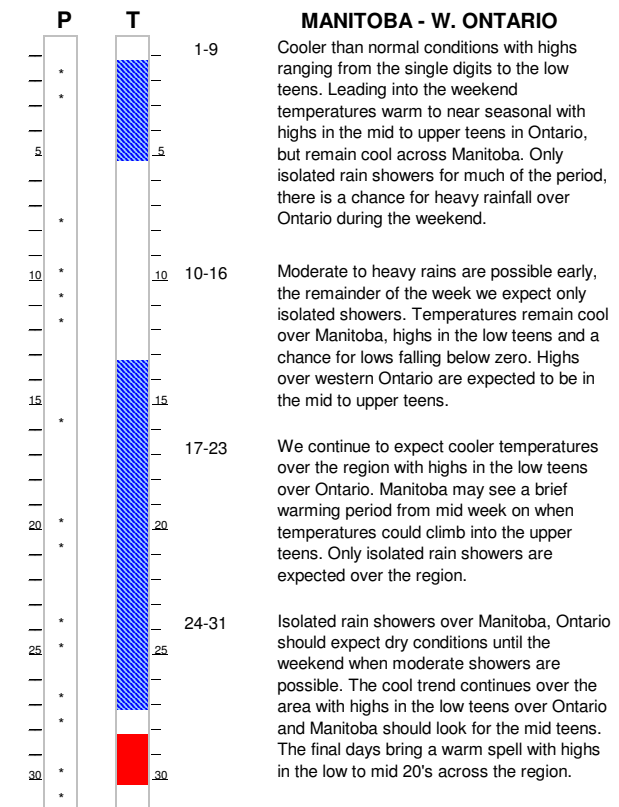 P T MANITOBA - W. ONTARIO
1-9 Cooler than normal conditions with highs
ranging from the single digits to the low
teens. Leading into the weekend
temperatures warm to near seasonal with
highs in the mid to upper teens in Ontario,
5 5 but remain cool across Manitoba. Only
isolated rain showers for much of the period,
there is a chance for heavy rainfall over
Ontario during the weekend.
10 10 10-16 Moderate to heavy rains are possible early,
the remainder of the week we expect only
isolated showers. Temperatures remain cool
over Manitoba, highs in the low teens and a
chance for lows falling below zero. Highs
over western Ontario are expected to be in
15 15 the mid to upper teens.
17-23 We continue to expect cooler temperatures
over the region with highs in the low teens
over Ontario. Manitoba may see a brief
warming period from mid week on when
20 20 temperatures could climb into the upper
teens. Only isolated rain showers are
expected over the region.
24-31 Isolated rain showers over Manitoba, Ontario
25 25 should expect dry conditions until the
weekend when moderate showers are
possible. The cool trend continues over the
area with highs in the low teens over Ontario
and Manitoba should look for the mid teens.
The final days bring a warm spell with highs
30 30 in the low to mid 20's across the region.